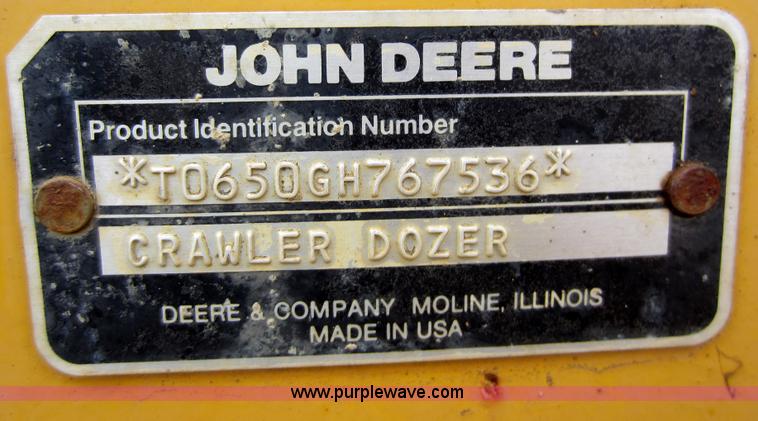 JOHN DEERE
Product Identification Number
*T0650GH767536*
CRAWLER DOZER
DEERE & COMPANY MOLINE, ILLINOIS
MADE IN USA
www.purplewave.com